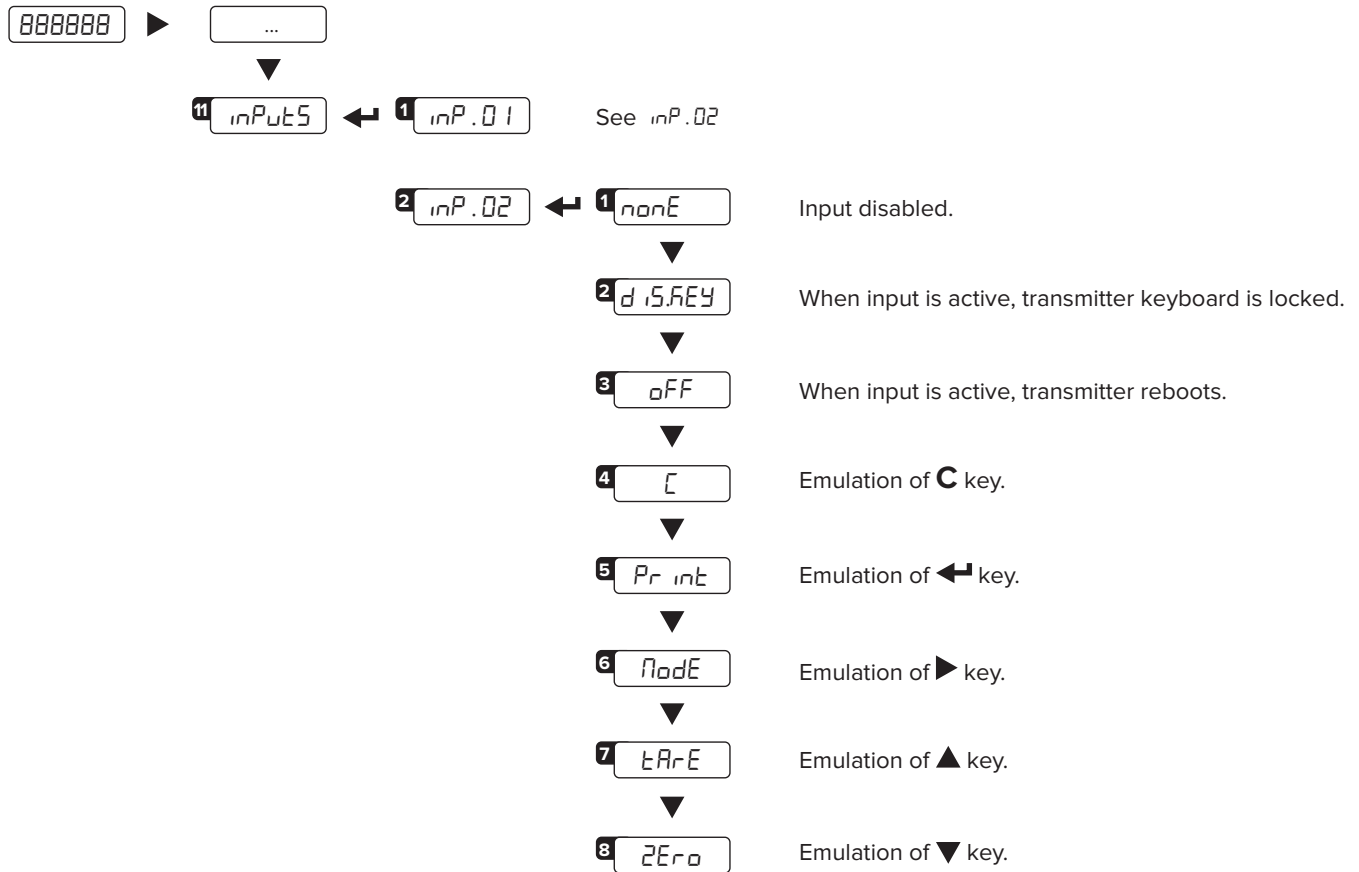 888888 ▶ ...
▼
11 inPutS ↵ 1 inP.01 See inP.02
2 inP.02 ↵ 1 nonE Input disabled.
▼
2 diS.KEY When input is active, transmitter keyboard is locked.
▼
3 oFF When input is active, transmitter reboots.
▼
4 C Emulation of C key.
▼
5 Print Emulation of ↵ key.
▼
6 ModE Emulation of ▶ key.
▼
7 tArE Emulation of ▲ key.
▼
8 ZEro Emulation of ▼ key.